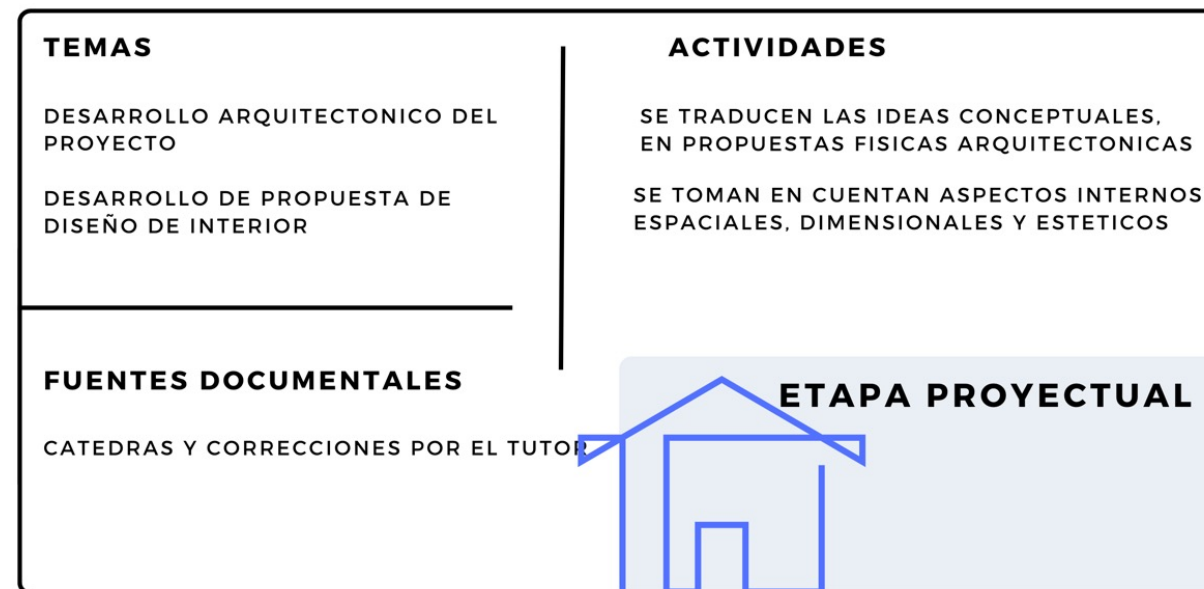 TEMAS
DESARROLLO ARQUITECTONICO DEL
PROYECTO
DESARROLLO DE PROPUESTA DE
DISEÑO DE INTERIOR
ACTIVIDADES
SE TRADUCEN LAS IDEAS CONCEPTUALES,
EN PROPUESTAS FISICAS ARQUITECTONICAS
SE TOMAN EN CUENTAN ASPECTOS INTERNOS
ESPACIALES, DIMENSIONALES Y ESTETICOS
FUENTES DOCUMENTALES
CATEDRAS Y CORRECCIONES POR EL TUTOR
ETAPA PROYECTUAL